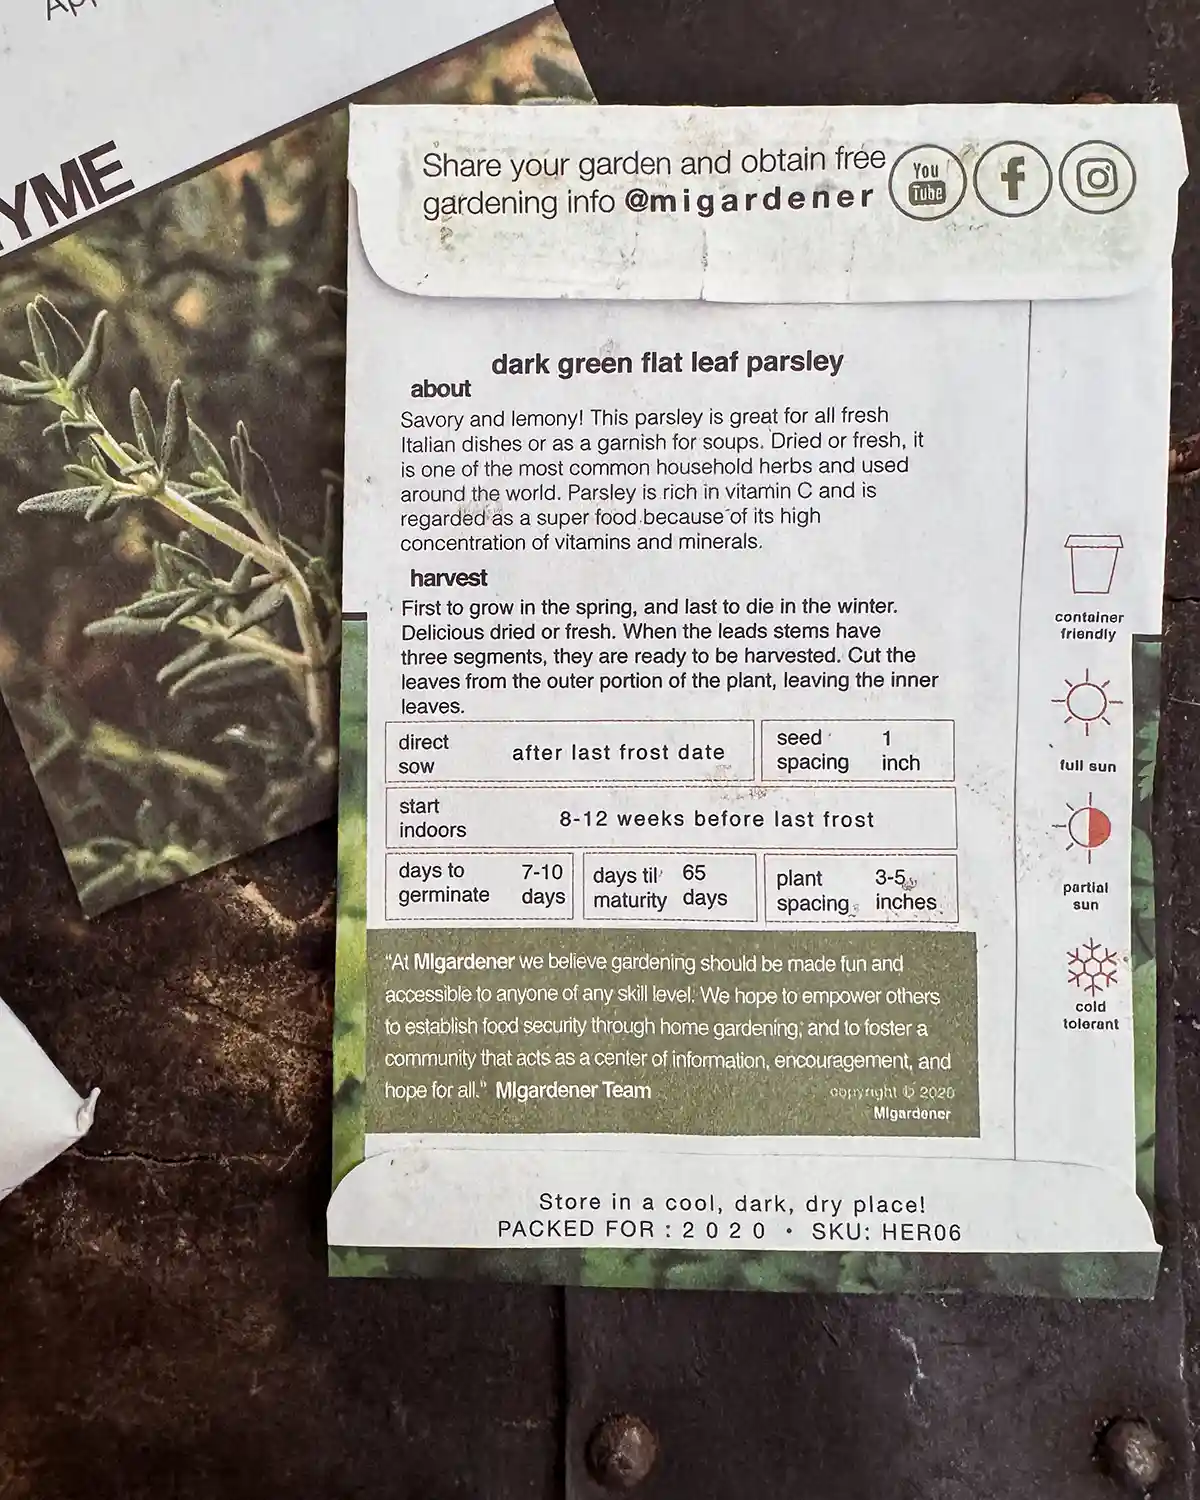 YME
Share your garden and obtain free
gardening info @migardener
You
Tube
f
dark green flat leaf parsley
about
Savory and lemony! This parsley is great for all fresh
Italian dishes or as a garnish for soups. Dried or fresh, it
is one of the most common household herbs and used
around the world. Parsley is rich in vitamin C and is
regarded as a super food because of its high
concentration of vitamins and minerals.
harvest
First to grow in the spring, and last to die in the winter.
Delicious dried or fresh. When the leads stems have
three segments, they are ready to be harvested. Cut the
leaves from the outer portion of the plant, leaving the inner
leaves.
direct
sow
after last frost date
seed
spacing
1
inch
start
indoors
8-12 weeks before last frost
days to
germinate
7-10
days
days til
maturity
65
days
plant
spacing
3-5
inches
container
friendly
full sun
partial
sun
cold
tolerant
"At MIgardener we believe gardening should be made fun and
accessible to anyone of any skill level. We hope to empower others
to establish food security through home gardening, and to foster a
community that acts as a center of information, encouragement, and
hope for all." MIgardener Team
copyright © 2020
MIgardener
Store in a cool, dark, dry place!
PACKED FOR : 2 0 2 0 • SKU: HER06